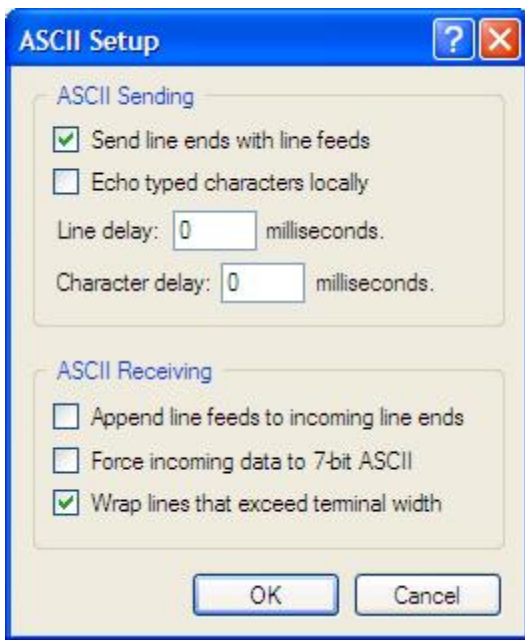 ASCII Setup
ASCII Sending
Send line ends with line feeds
Echo typed characters locally
Line delay: 0 milliseconds.
Character delay: 0 milliseconds.
ASCII Receiving
Append line feeds to incoming line ends
Force incoming data to 7-bit ASCII
Wrap lines that exceed terminal width
OK Cancel